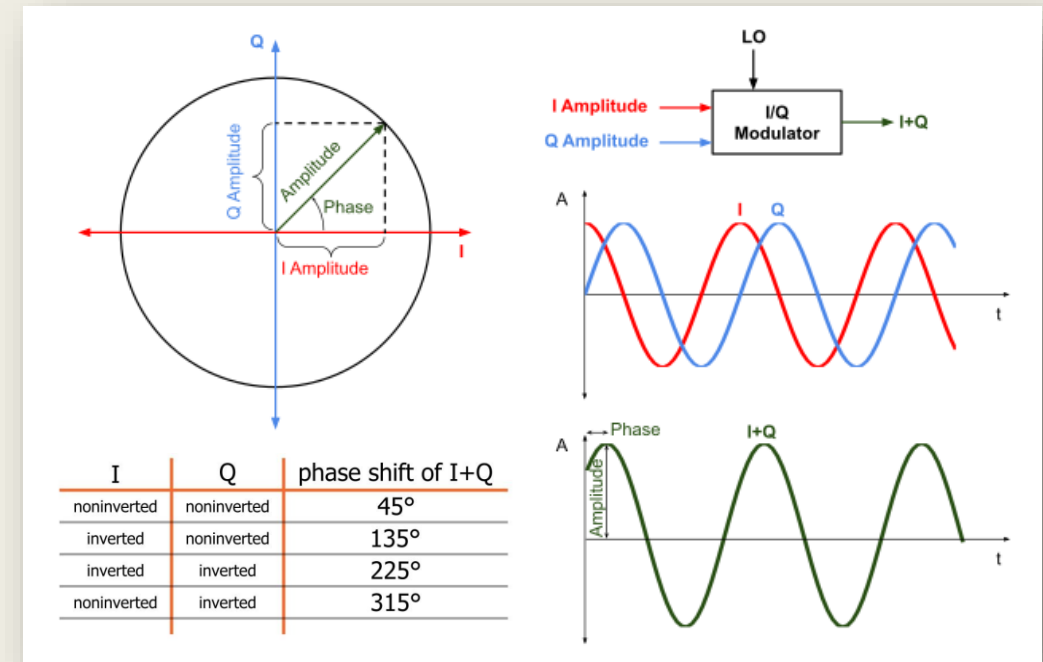 Q
Q Amplitude
Amplitude
Phase
I
I Amplitude
LO
I Amplitude
Q Amplitude
I/Q
Modulator
I+Q
A
I Q
t
A
Phase
I+Q
Amplitude
t
I Q phase shift of I+Q
noninverted noninverted 45°
inverted noninverted 135°
inverted inverted 225°
noninverted inverted 315°